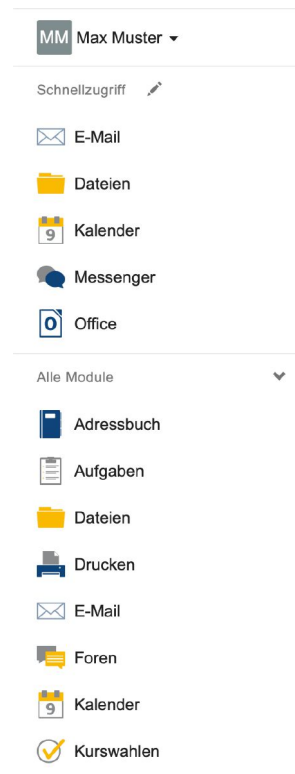 MM Max Muster
Schnellzugriff
E-Mail
Dateien
9 Kalender
Messenger
O Office
Alle Module
Adressbuch
Aufgaben
Dateien
Drucken
E-Mail
Foren
9 Kalender
Kurswahlen